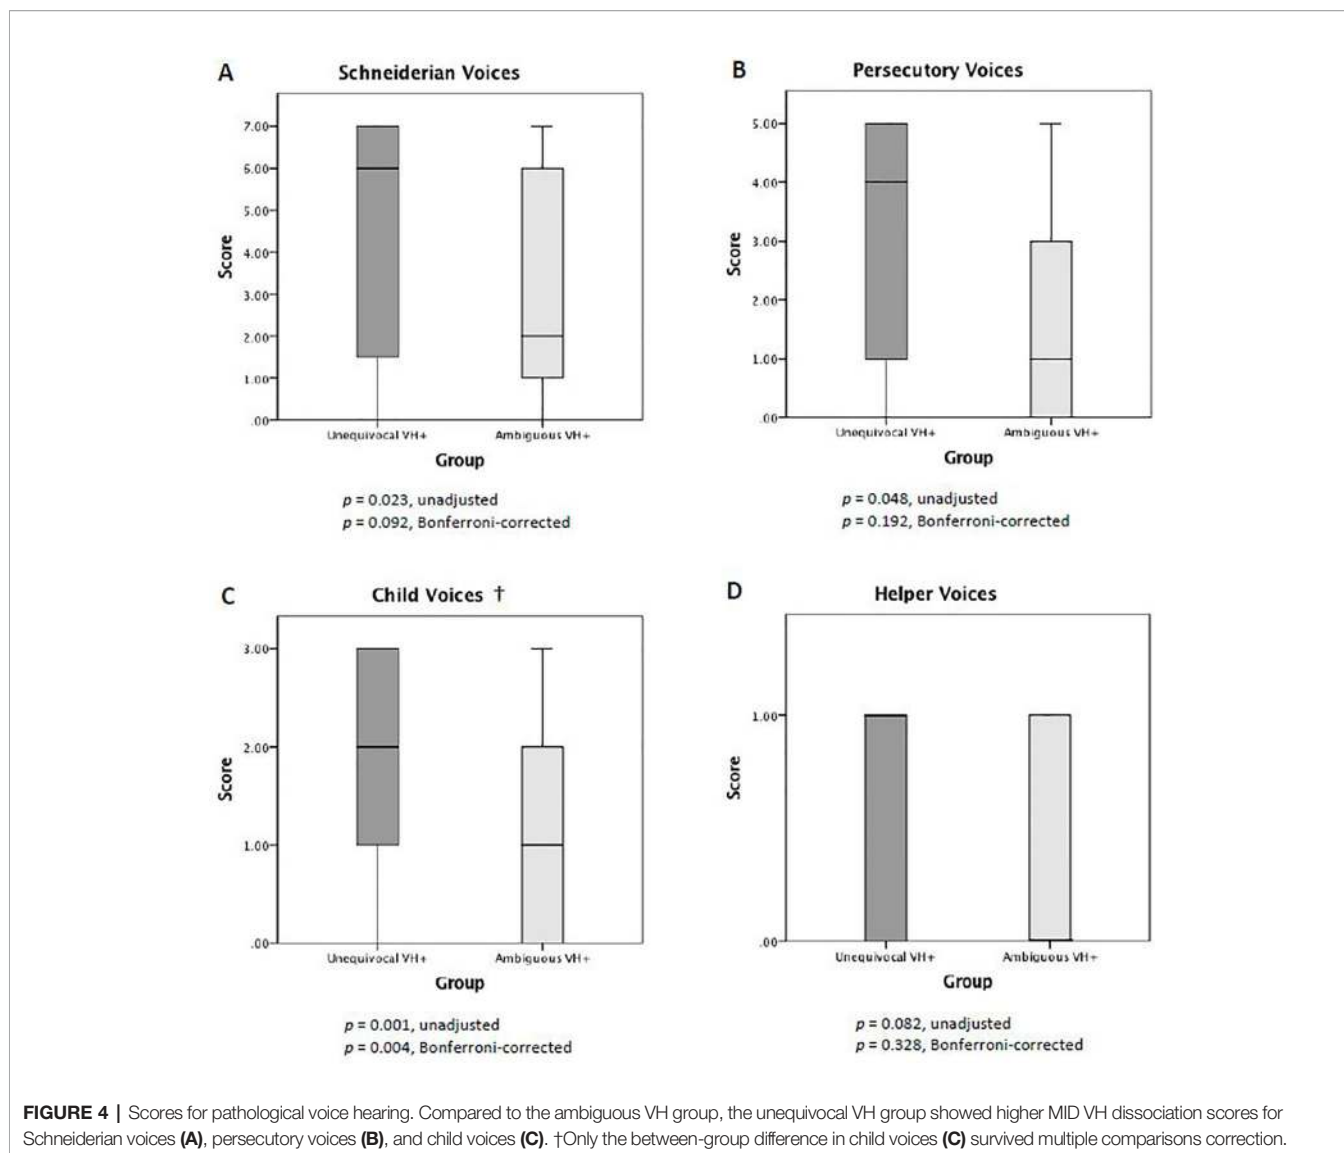 A
Schneiderian Voices
7.00
6.00
5.00
4.00
3.00
2.00
1.00
.00
Score
Unequivocal VH+
Ambiguous VH+
Group
p = 0.023, unadjusted
p = 0.092, Bonferroni-corrected
B
Persecutory Voices
5.00
4.00
3.00
2.00
1.00
.00
Score
Unequivocal VH+
Ambiguous VH+
Group
p = 0.048, unadjusted
p = 0.192, Bonferroni-corrected
C
Child Voices †
3.00
2.00
1.00
.00
Score
Unequivocal VH+
Ambiguous VH+
Group
p = 0.001, unadjusted
p = 0.004, Bonferroni-corrected
D
Helper Voices
1.00
.00
Score
Unequivocal VH+
Ambiguous VH+
Group
p = 0.082, unadjusted
p = 0.328, Bonferroni-corrected
FIGURE 4 | Scores for pathological voice hearing. Compared to the ambiguous VH group, the unequivocal VH group showed higher MID VH dissociation scores for
Schneiderian voices (A), persecutory voices (B), and child voices (C). †Only the between-group difference in child voices (C) survived multiple comparisons correction.